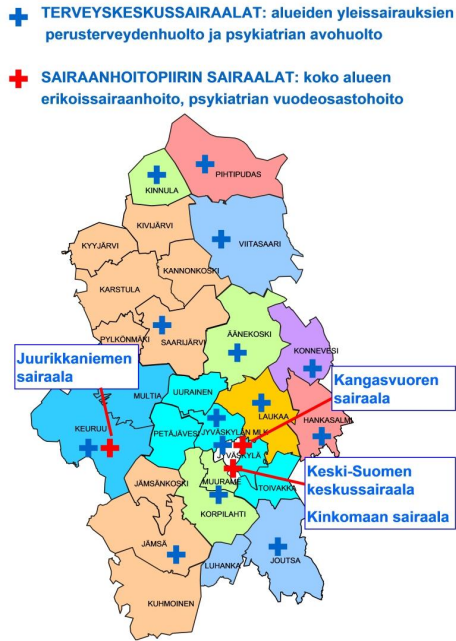 TERVEYSKESKUSSAIRAALAT: alueiden yleissairauksien
perusterveydenhuolto ja psykiatrian avohuolto
SAIRAANHOITOPIIRIN SAIRAALAT: koko alueen
erikoissairaanhoito, psykiatrian vuodeosastohoito
PIHTIPUDAS
KINNULA
KIVIJÄRVI
KYYJÄRVI
VIITASAARI
KANNONKOSKI
KARSTULA
PYLKÖNMÄKI
SAARIJÄRVI
ÄÄNEKOSKI
KONNEVESI
Juurikkaniemen
sairaala
Kangasvuoren
sairaala
MULTIA
UURAINEN
LAUKAA
HANKASALMI
KEURUU
PETÄJÄVESI
JYVÄSKYLÄN MLK
JYVÄSKYLÄ
Keski-Suomen
keskussairaala
Kinkomaan sairaala
JÄMSÄNKOSKI
MUURAME
TOIVAKKA
KORPILAHTI
JÄMSÄ
LUHANKA
JOUTSA
KUHMOINEN